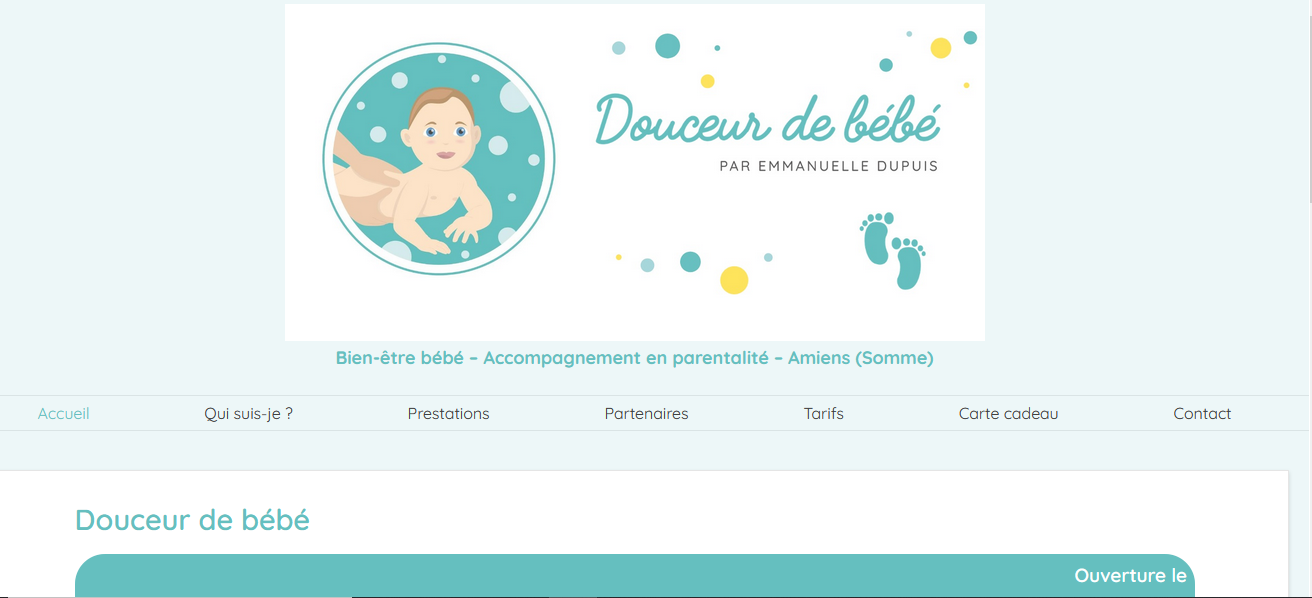 Douceur de bébé
PAR EMMANUELLE DUPUIS
Bien-être bébé – Accompagnement en parentalité – Amiens (Somme)
Accueil Qui suis-je ? Prestations Partenaires Tarifs Carte cadeau Contact
Douceur de bébé
Ouverture le